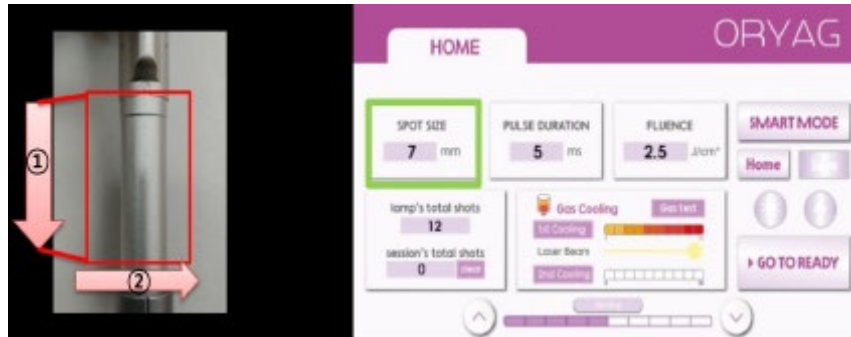 ①
②
ORYAG
HOME
SPOT SIZE
7 mm
PULSE DURATION
5 ms
FLUENCE
2.5 J/cm²
SMART MODE
Home
lamp's total shots
12
session's total shots
0 clear
Gas Cooling Gas test
1st Cooling
Laser Beam
2nd Cooling
GO TO READY